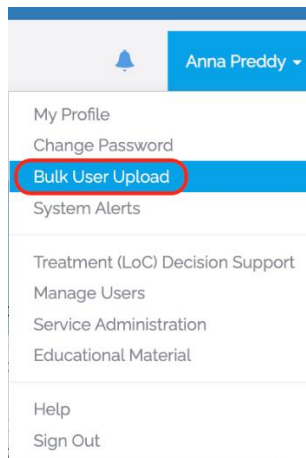 Anna Preddy
My Profile
Change Password
Bulk User Upload
System Alerts
Treatment (LoC) Decision Support
Manage Users
Service Administration
Educational Material
Help
Sign Out